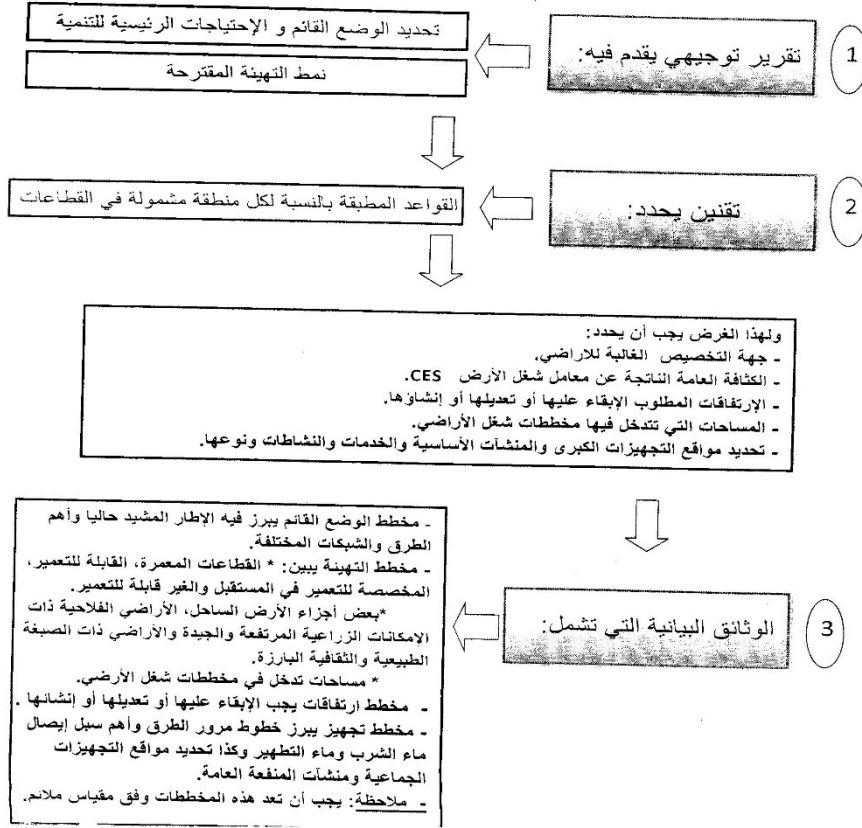 1
تقرير توجيهي يقدم فيه:
تحديد الوضع القائم و الإحتياجات الرئيسية للتنمية
نمط التهيئة المقترحة
2
تقنين يحدد:
القواعد المطبقة بالنسبة لكل منطقة مشمولة في القطاعات
ولهذا الغرض يجب أن يحدد:
- جهة التخصيص الغالبة للاراضي.
- الكثافة العامة الناتجة عن معامل شغل الأرض CES.
- الإرتفاقات المطلوب الإبقاء عليها أو تعديلها أو إنشاؤها.
- المساحات التي تتدخل فيها مخططات شغل الأراضي.
- تحديد مواقع التجهيزات الكبرى والمنشآت الأساسية والخدمات والنشاطات ونوعها.
3
الوثائق البيانية التي تشمل:
- مخطط الوضع القائم يبرز فيه الإطار المشيد حاليا وأهم
الطرق والشبكات المختلفة.
- مخطط التهيئة يبين: * القطاعات المعمرة، القابلة للتعمير،
المخصصة للتعمير في المستقبل والغير قابلة للتعمير.
*بعض أجزاء الأرض الساحل، الأراضي الفلاحية ذات
الإمكانات الزراعية المرتفعة والجيدة والأراضي ذات الصبغة
الطبيعية والثقافية البارزة.
* مساحات تدخل في مخططات شغل الأرضي.
- مخطط ارتفاقات يجب الإبقاء عليها أو تعديلها أو إنشائها .
- مخطط تجهيز يبرز خطوط مرور الطرق وأهم سبل إيصال
ماء الشرب وماء التطهير وكذا تحديد مواقع التجهيزات
الجماعية ومنشآت المنفعة العامة.
- ملاحظة: يجب أن تعد هذه المخططات وفق مقياس ملائم.